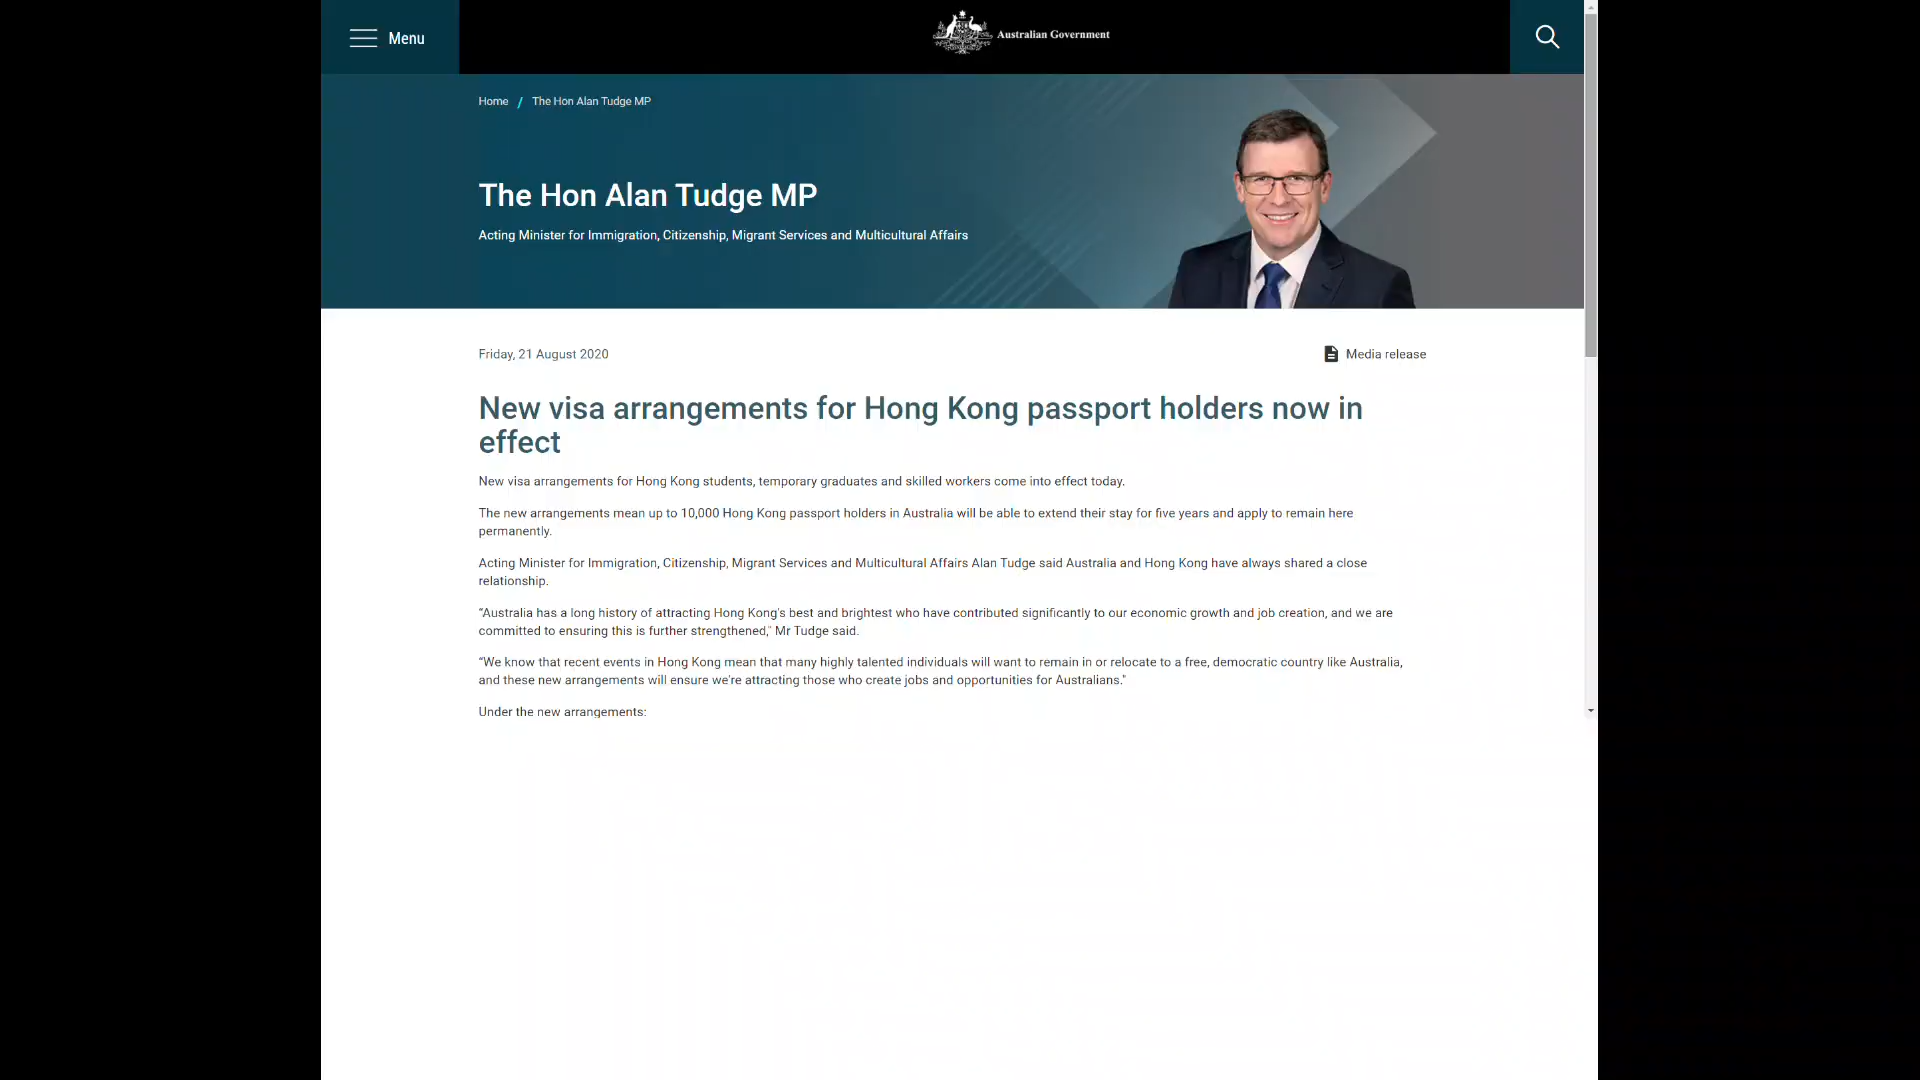 Menu
Australian Government
Home / The Hon Alan Tudge MP
The Hon Alan Tudge MP
Acting Minister for Immigration, Citizenship, Migrant Services and Multicultural Affairs
Friday, 21 August 2020
Media release
New visa arrangements for Hong Kong passport holders now in
effect
New visa arrangements for Hong Kong students, temporary graduates and skilled workers come into effect today.
The new arrangements mean up to 10,000 Hong Kong passport holders in Australia will be able to extend their stay for five years and apply to remain here
permanently.
Acting Minister for Immigration, Citizenship, Migrant Services and Multicultural Affairs Alan Tudge said Australia and Hong Kong have always shared a close
relationship.
“Australia has a long history of attracting Hong Kong's best and brightest who have contributed significantly to our economic growth and job creation, and we are
committed to ensuring this is further strengthened," Mr Tudge said.
“We know that recent events in Hong Kong mean that many highly talented individuals will want to remain in or relocate to a free, democratic country like Australia,
and these new arrangements will ensure we're attracting those who create jobs and opportunities for Australians."
Under the new arrangements: